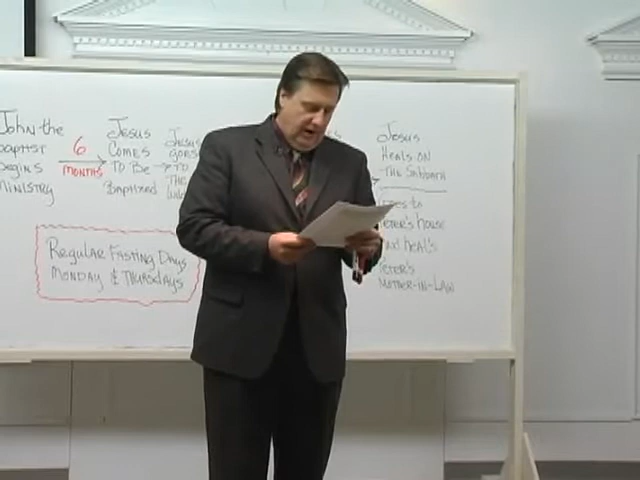 John the
Baptist
Begins
Ministry
6
MONTHS
Jesus
Comes
To Be
Baptized
Jesus
goes
TO
THE
Jesus
Heals on
The Sabbath
Goes to
Peter's house
and heals
Peter's
Mother-in-Law
Regular Fasting Days
Monday & Thursdays